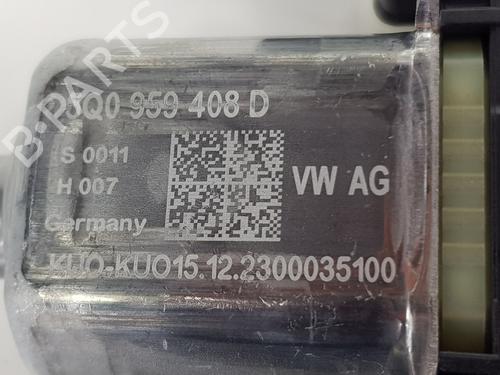 5Q0 959 408 D
S 0011
H 007
VW AG
Germany
KUO-KUO15.12.2300035100
B-PARTS